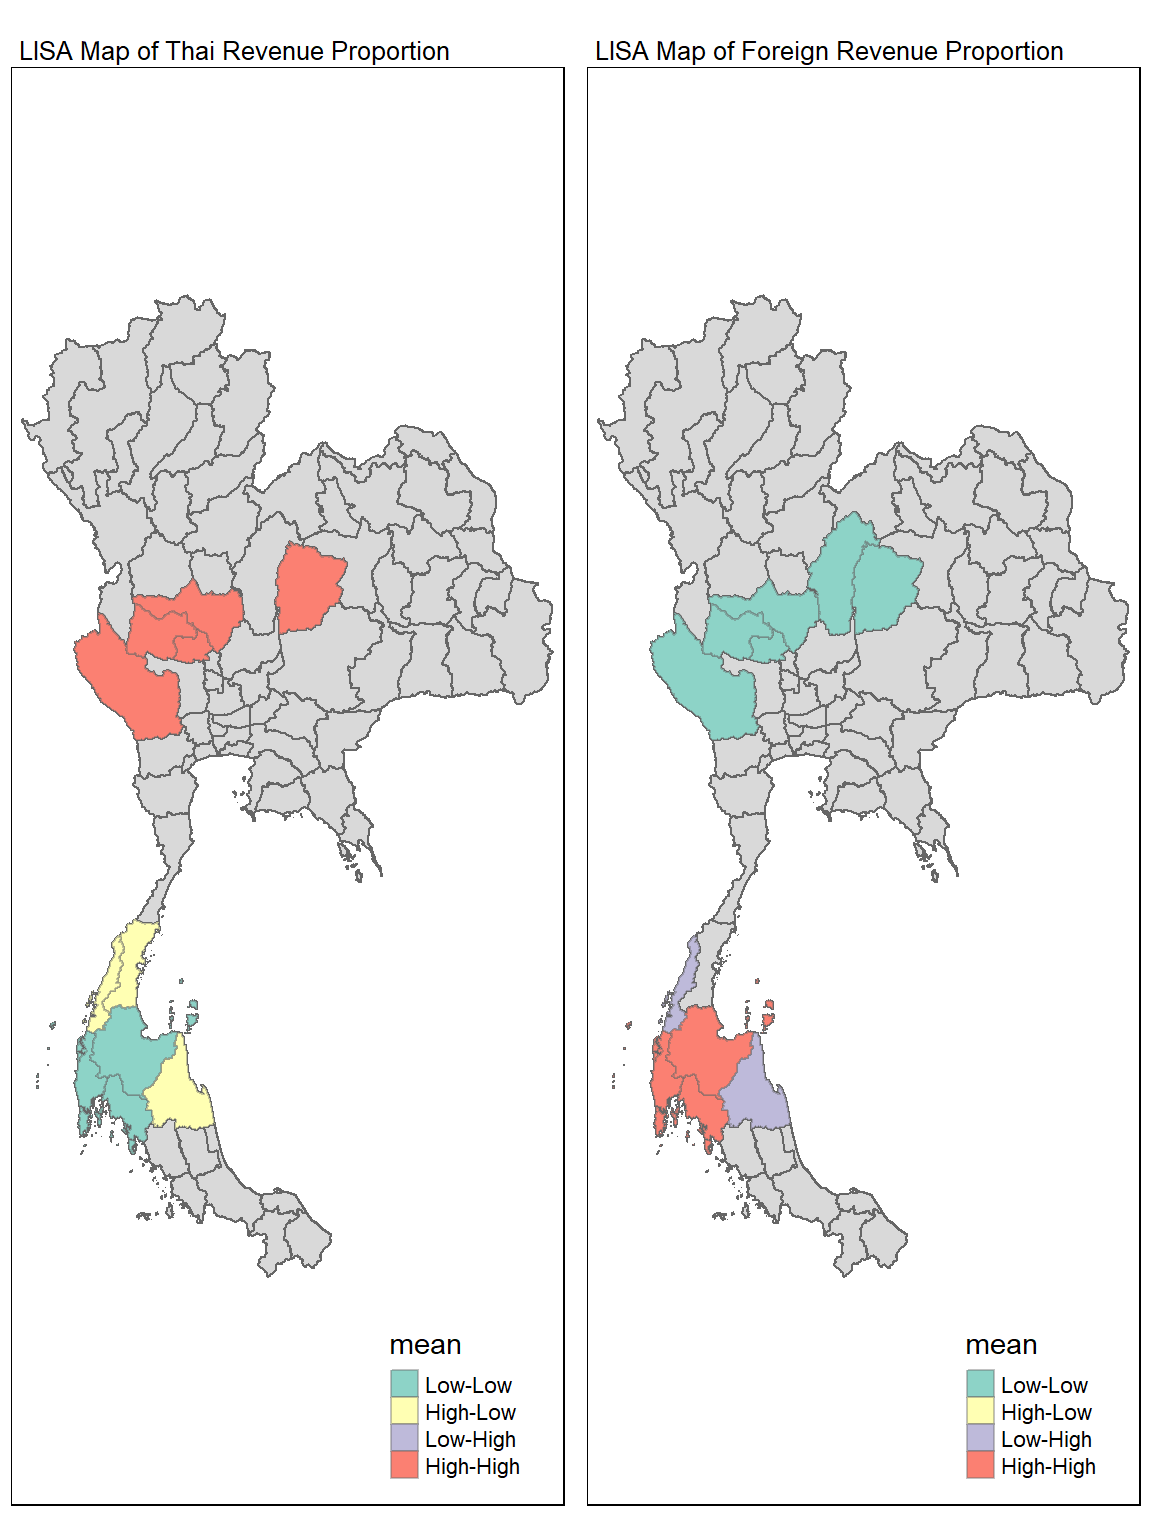 LISA Map of Thai Revenue Proportion
LISA Map of Foreign Revenue Proportion
mean
Low-Low
High-Low
Low-High
High-High
mean
Low-Low
High-Low
Low-High
High-High